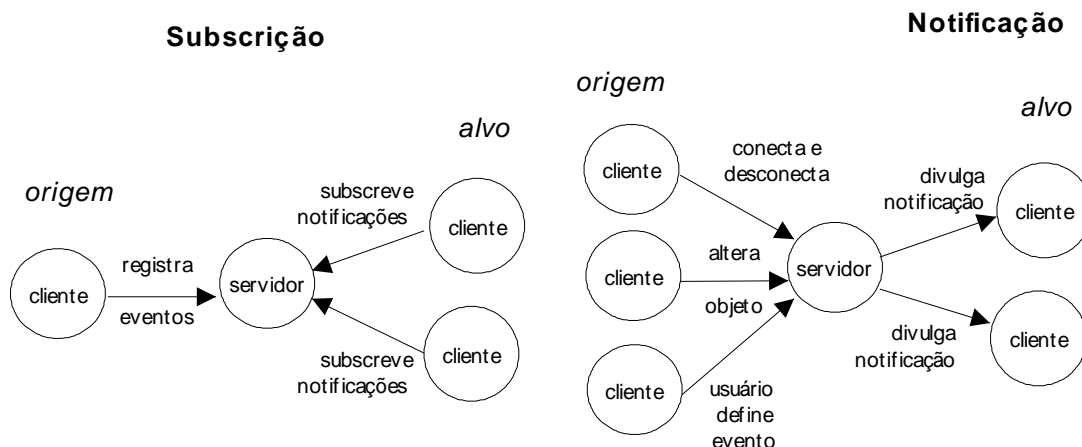 Subscrição
origem
alvo
cliente
registra
eventos
servidor
subscreve
notificações
cliente
subscreve
notificações
cliente
Notificação
origem
alvo
cliente
conecta e
desconecta
cliente
altera
objeto
cliente
usuário
define
evento
servidor
divulga
notificação
cliente
divulga
notificação
cliente